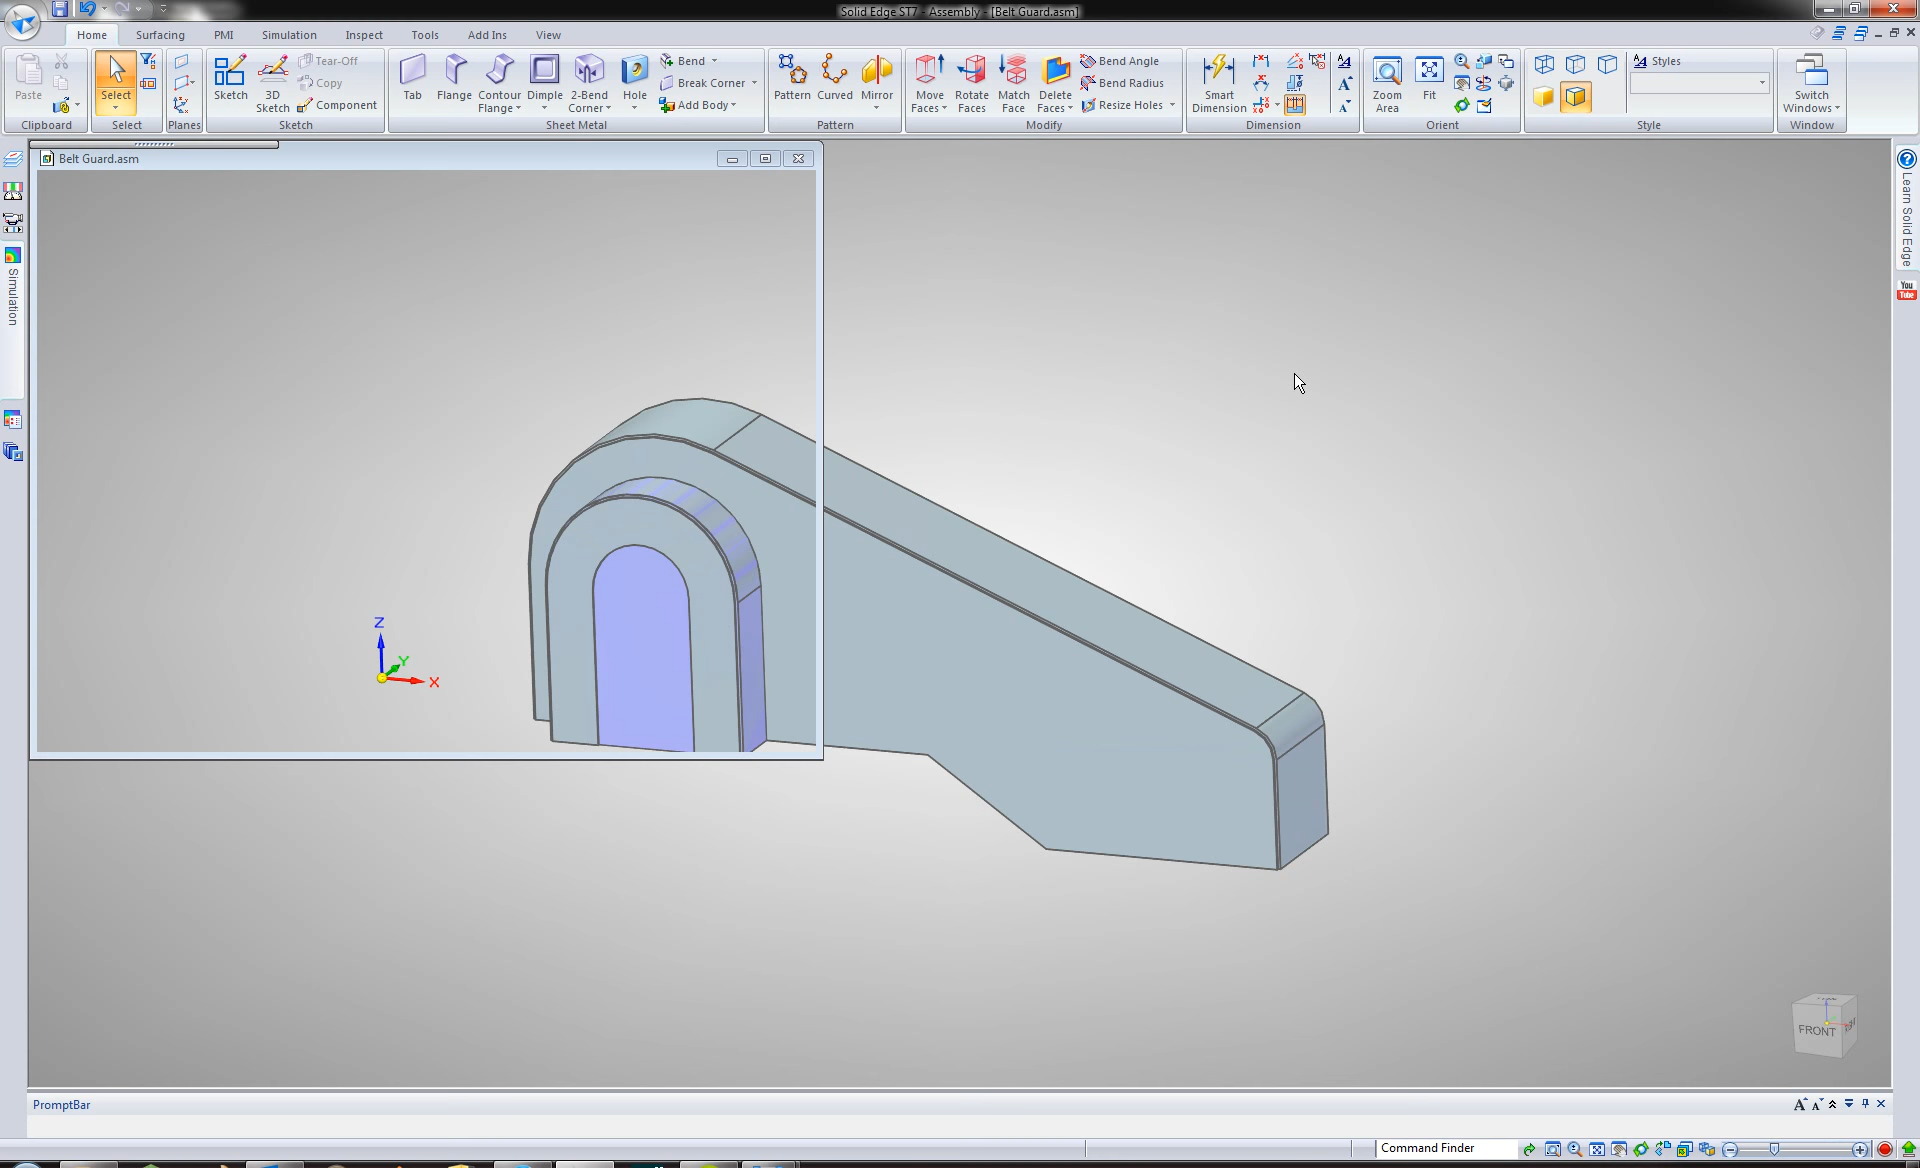 Solid Edge ST7 - Assembly - [Belt Guard.asm]
Home Surfacing PMI Simulation Inspect Tools Add Ins View
Paste
Clipboard
Select
Select
Planes
Sketch
3D Sketch
Tear-Off
Copy
Component
Sketch
Tab
Flange
Contour Flange
Dimple
2-Bend Corner
Hole
Bend
Break Corner
Add Body
Sheet Metal
Pattern
Curved
Mirror
Pattern
Move Faces
Rotate Faces
Match Face
Delete Faces
Bend Angle
Bend Radius
Resize Holes
Modify
Smart Dimension
Dimension
Zoom Area
Fit
Orient
Styles
Style
Switch Windows
Window
Belt Guard.asm
Simulation
Learn Solid Edge
You Tube
Z
Y
X
FRONT
PromptBar
Command Finder